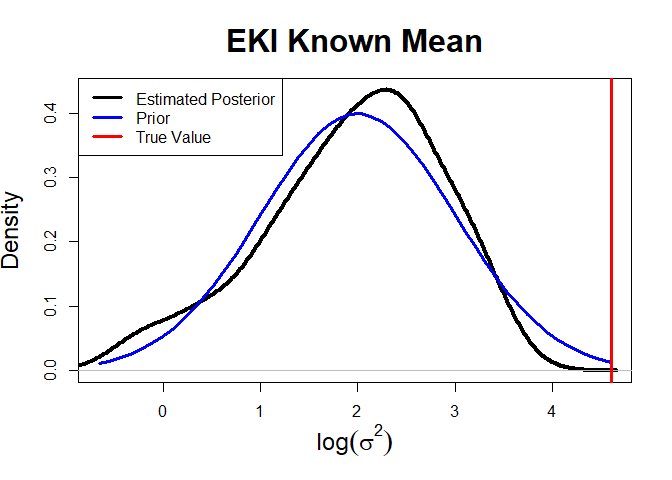 EKI Known Mean
Estimated Posterior
Prior
True Value
Density
0.0
0.1
0.2
0.3
0.4
0
1
2
3
4
log(σ²)